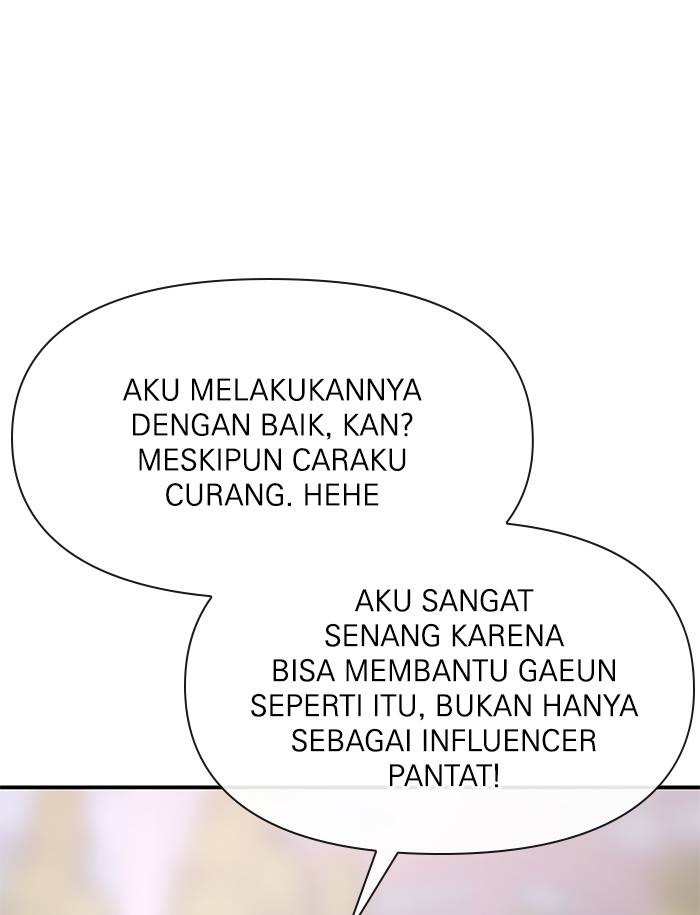 AKU MELAKUKANNYA
DENGAN BAIK, KAN?
MESKIPUN CARAKU
CURANG. HEHE
AKU SANGAT
SENANG KARENA
BISA MEMBANTU GAEUN
SEPERTI ITU, BUKAN HANYA
SEBAGAI INFLUENCER
PANTAT!